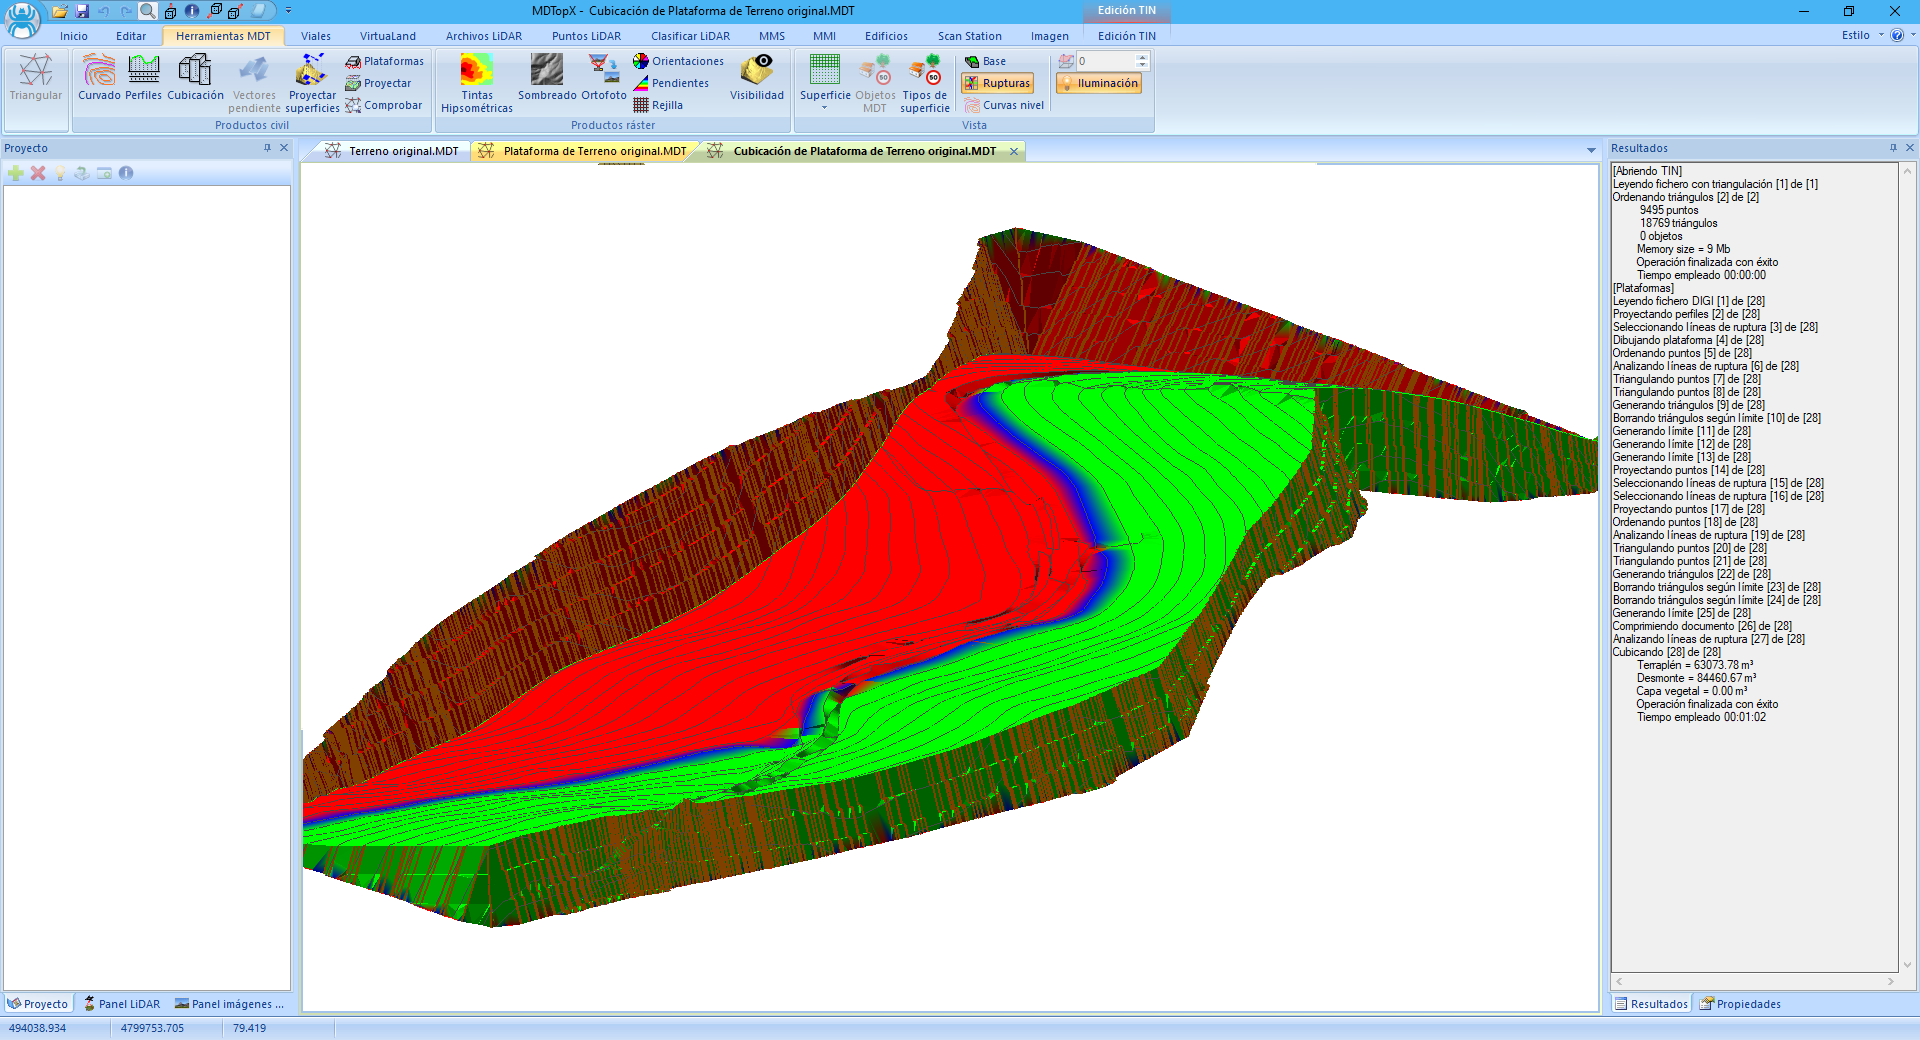 MDTopX - Cubicación de Plataforma de Terreno original.MDT
Edición TIN
Inicio
Editar
Herramientas MDT
Viales
VirtuaLand
Archivos LiDAR
Puntos LiDAR
Clasificar LiDAR
MMS
MMI
Edificios
Scan Station
Imagen
Edición TIN
Estilo
Triangular
Curvado
Perfiles
Cubicación
Vectores pendiente
Proyectar superficies
Plataformas
Proyectar
Comprobar
Productos civil
Tintas Hipsométricas
Sombreado
Ortofoto
Orientaciones
Pendientes
Rejilla
Visibilidad
Productos ráster
Superficie
50
Objetos MDT
50
Tipos de superficie
Base
Rupturas
Curvas nivel
0
Iluminación
Vista
Proyecto
Terreno original.MDT
Plataforma de Terreno original.MDT
Cubicación de Plataforma de Terreno original.MDT
Resultados
[Abriendo TIN]
Leyendo fichero con triangulación [1] de [1]
Ordenando triángulos [2] de [2]
9495 puntos
18769 triángulos
0 objetos
Memory size = 9 Mb
Operación finalizada con éxito
Tiempo empleado 00:00:00
[Plataformas]
Leyendo fichero DIGI [1] de [28]
Proyectando perfiles [2] de [28]
Seleccionando líneas de ruptura [3] de [28]
Dibujando plataforma [4] de [28]
Ordenando puntos [5] de [28]
Analizando líneas de ruptura [6] de [28]
Triangulando puntos [7] de [28]
Triangulando puntos [8] de [28]
Generando triángulos [9] de [28]
Borrando triángulos según límite [10] de [28]
Generando límite [11] de [28]
Generando límite [12] de [28]
Generando límite [13] de [28]
Proyectando puntos [14] de [28]
Seleccionando líneas de ruptura [15] de [28]
Seleccionando líneas de ruptura [16] de [28]
Proyectando puntos [17] de [28]
Ordenando puntos [18] de [28]
Analizando líneas de ruptura [19] de [28]
Triangulando puntos [20] de [28]
Triangulando puntos [21] de [28]
Generando triángulos [22] de [28]
Borrando triángulos según límite [23] de [28]
Borrando triángulos según límite [24] de [28]
Generando límite [25] de [28]
Comprimiendo documento [26] de [28]
Analizando líneas de ruptura [27] de [28]
Cubicando [28] de [28]
Terraplén = 63073.78 m³
Desmonte = 84460.67 m³
Capa vegetal = 0.00 m³
Operación finalizada con éxito
Tiempo empleado 00:01:02
Proyecto
Panel LiDAR
Panel imágenes ...
Resultados
Propiedades
494038.934
4799753.705
79.419